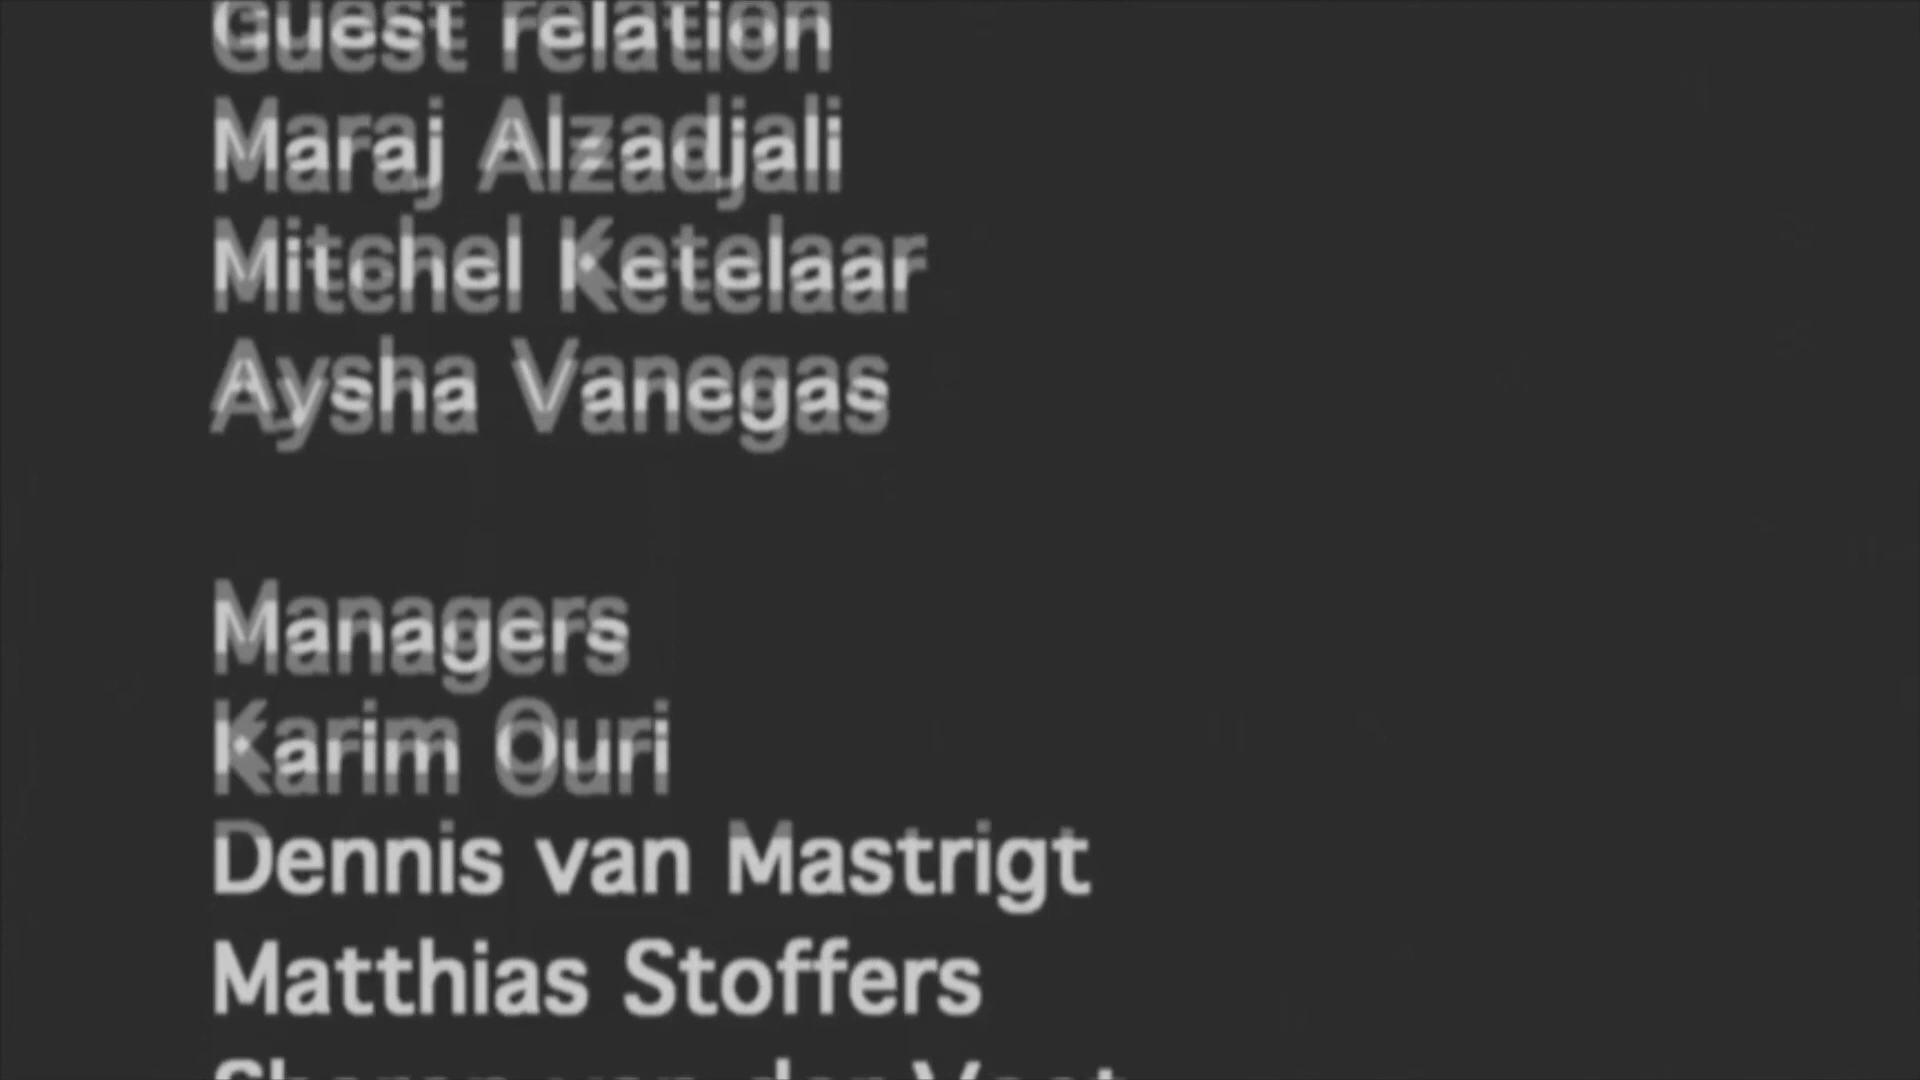 Guest relation
Maraj Alzadjali
Mitchel Ketelaar
Aysha Vanegas
Managers
Karim Ouri
Dennis van Mastrigt
Matthias Stoffers